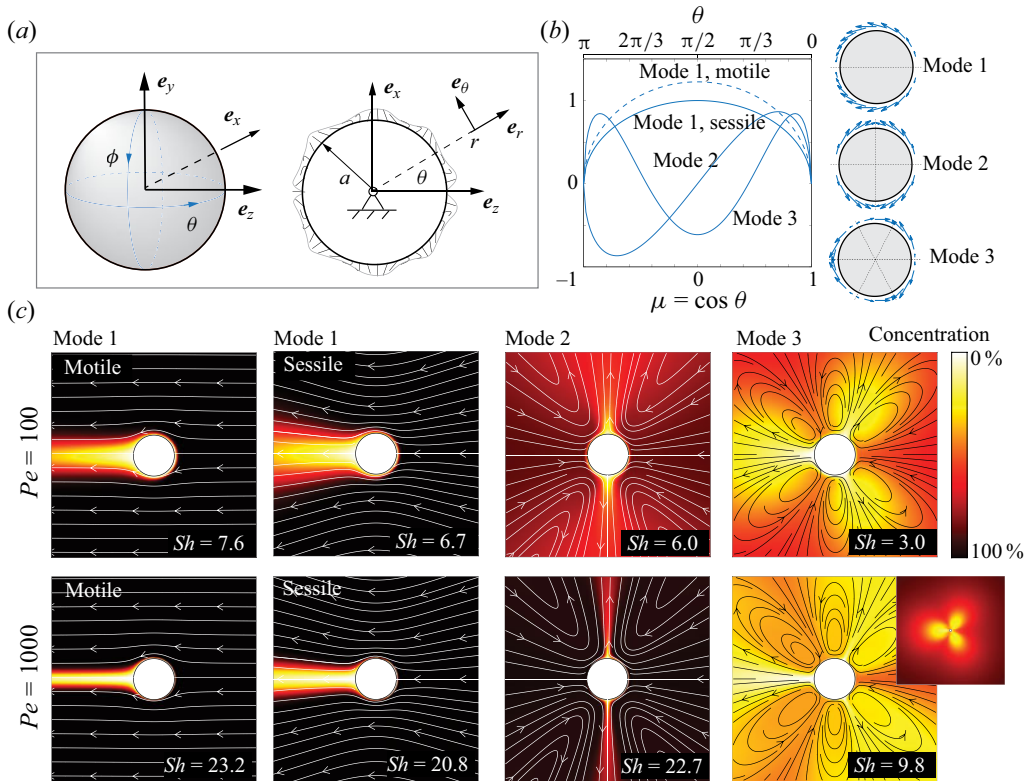 (a)
e_y
e_x
ϕ
e_z
θ
e_x
e_θ
e_r
r
a
θ
e_z
(b)
θ
π 2π/3 π/2 π/3 0
Mode 1, motile
1
Mode 1, sessile
Mode 2
0
Mode 3
−1 0 1
μ = cos θ
Mode 1
Mode 2
Mode 3
(c)
Mode 1 Mode 1 Mode 2 Mode 3 Concentration
Motile Sessile
0 %
100 %
Pe = 100
Sh = 7.6 Sh = 6.7 Sh = 6.0 Sh = 3.0
Motile Sessile
Pe = 1000
Sh = 23.2 Sh = 20.8 Sh = 22.7 Sh = 9.8